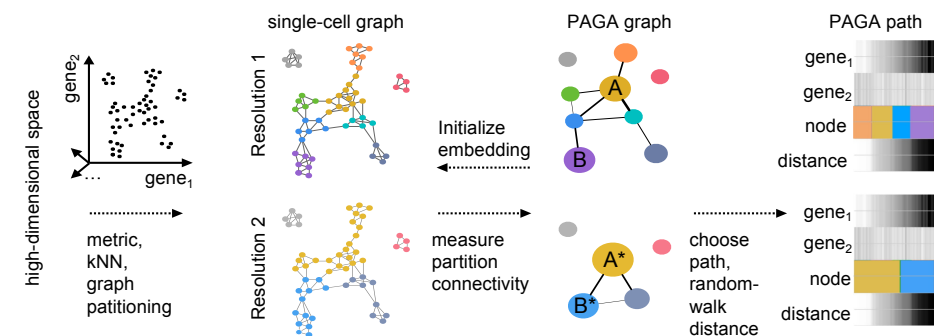 single-cell graph
PAGA graph
PAGA path
high-dimensional space
gene2
gene1
...
Resolution 1
A
B
Initialize
embedding
gene1
gene2
node
distance
metric,
kNN,
graph
patitioning
Resolution 2
measure
partition
connectivity
A*
B*
choose
path,
random-
walk
distance
gene1
gene2
node
distance